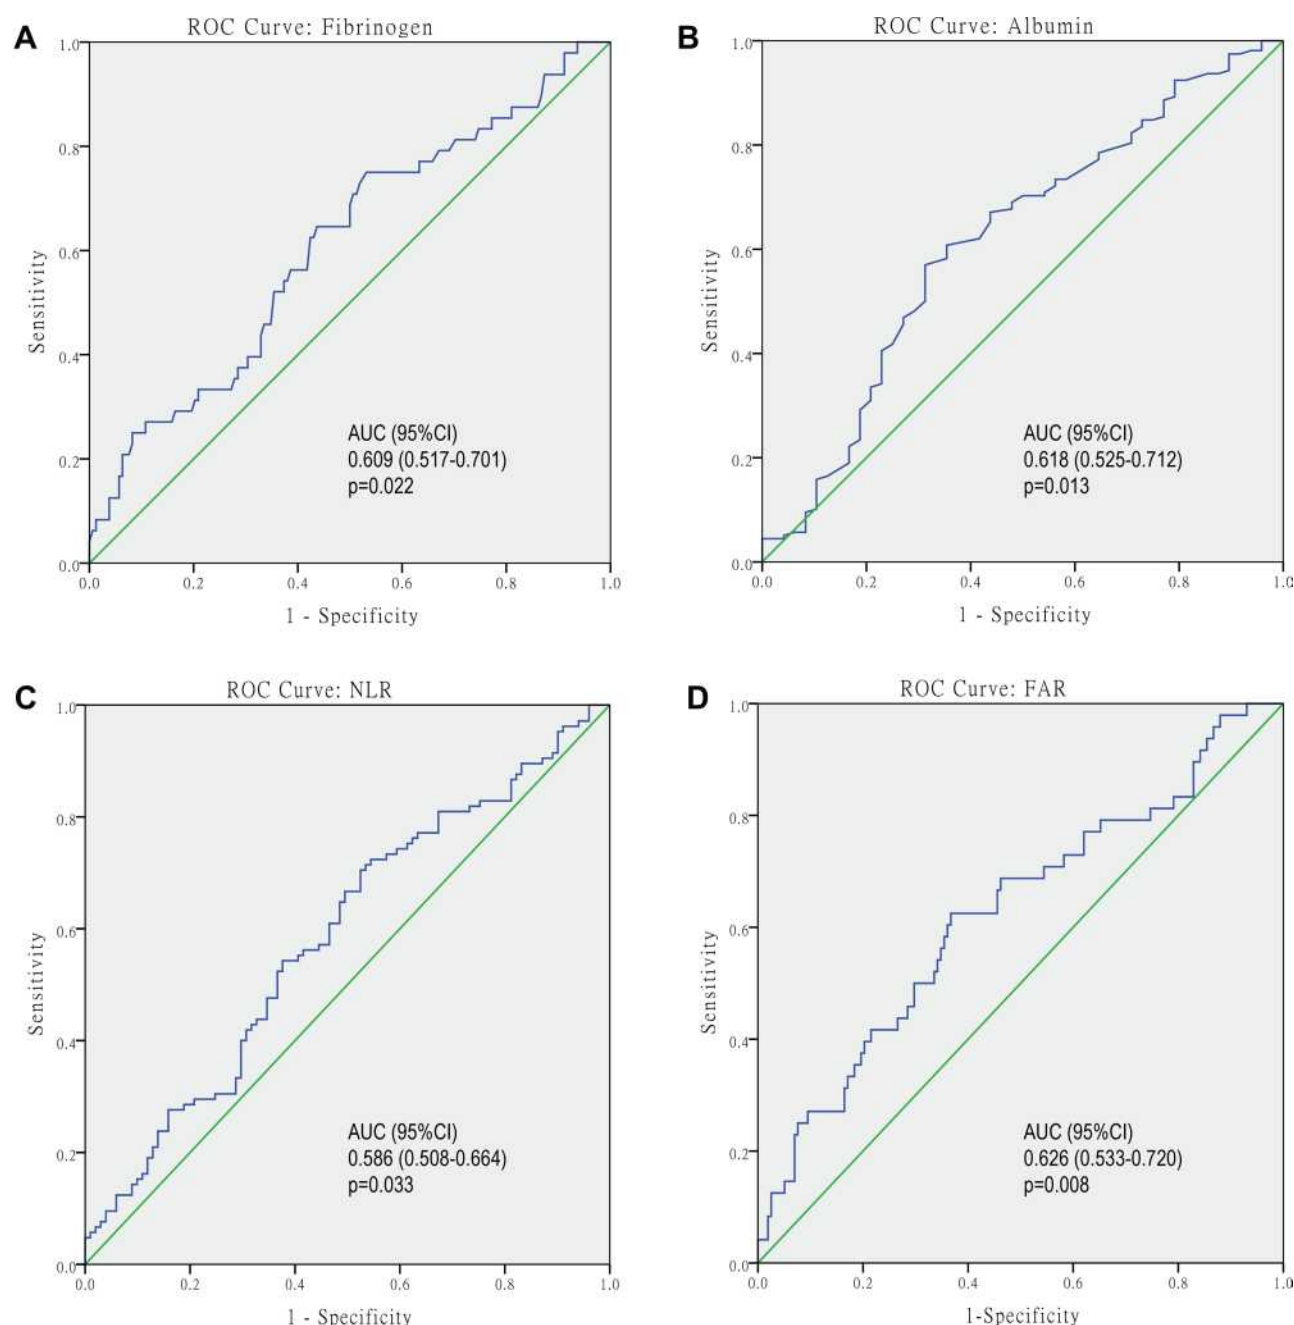 A
ROC Curve: Fibrinogen
1.0
0.8
0.6
0.4
0.2
0.0
Sensitivity
AUC (95%CI)
0.609 (0.517-0.701)
p=0.022
0.0 0.2 0.4 0.6 0.8 1.0
1 - Specificity
B
ROC Curve: Albumin
1.0
0.8
0.6
0.4
0.2
0.0
Sensitivity
AUC (95%CI)
0.618 (0.525-0.712)
p=0.013
0.0 0.2 0.4 0.6 0.8 1.0
1 - Specificity
C
ROC Curve: NLR
1.0
0.8
0.6
0.4
0.2
0.0
Sensitivity
AUC (95%CI)
0.586 (0.508-0.664)
p=0.033
0.0 0.2 0.4 0.6 0.8 1.0
1 - Specificity
D
ROC Curve: FAR
1.0
0.8
0.6
0.4
0.2
0.0
Sensitivity
AUC (95%CI)
0.626 (0.533-0.720)
p=0.008
0.0 0.2 0.4 0.6 0.8 1.0
1-Specificity